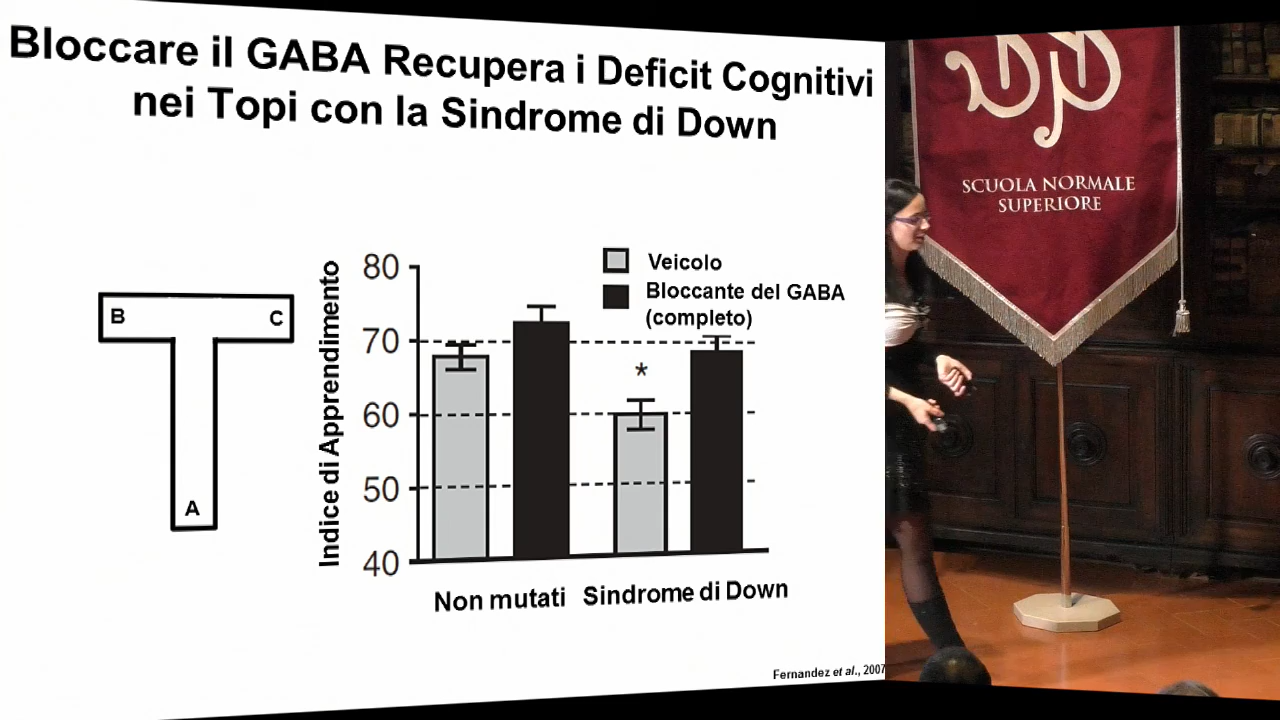 Bloccare il GABA Recupera i Deficit Cognitivi
nei Topi con la Sindrome di Down
B
C
A
Indice di Apprendimento
80
70
60
50
40
Veicolo
Bloccante del GABA
(completo)
*
Non mutati
Sindrome di Down
Fernandez et al., 2007
SCUOLA NORMALE
SUPERIORE